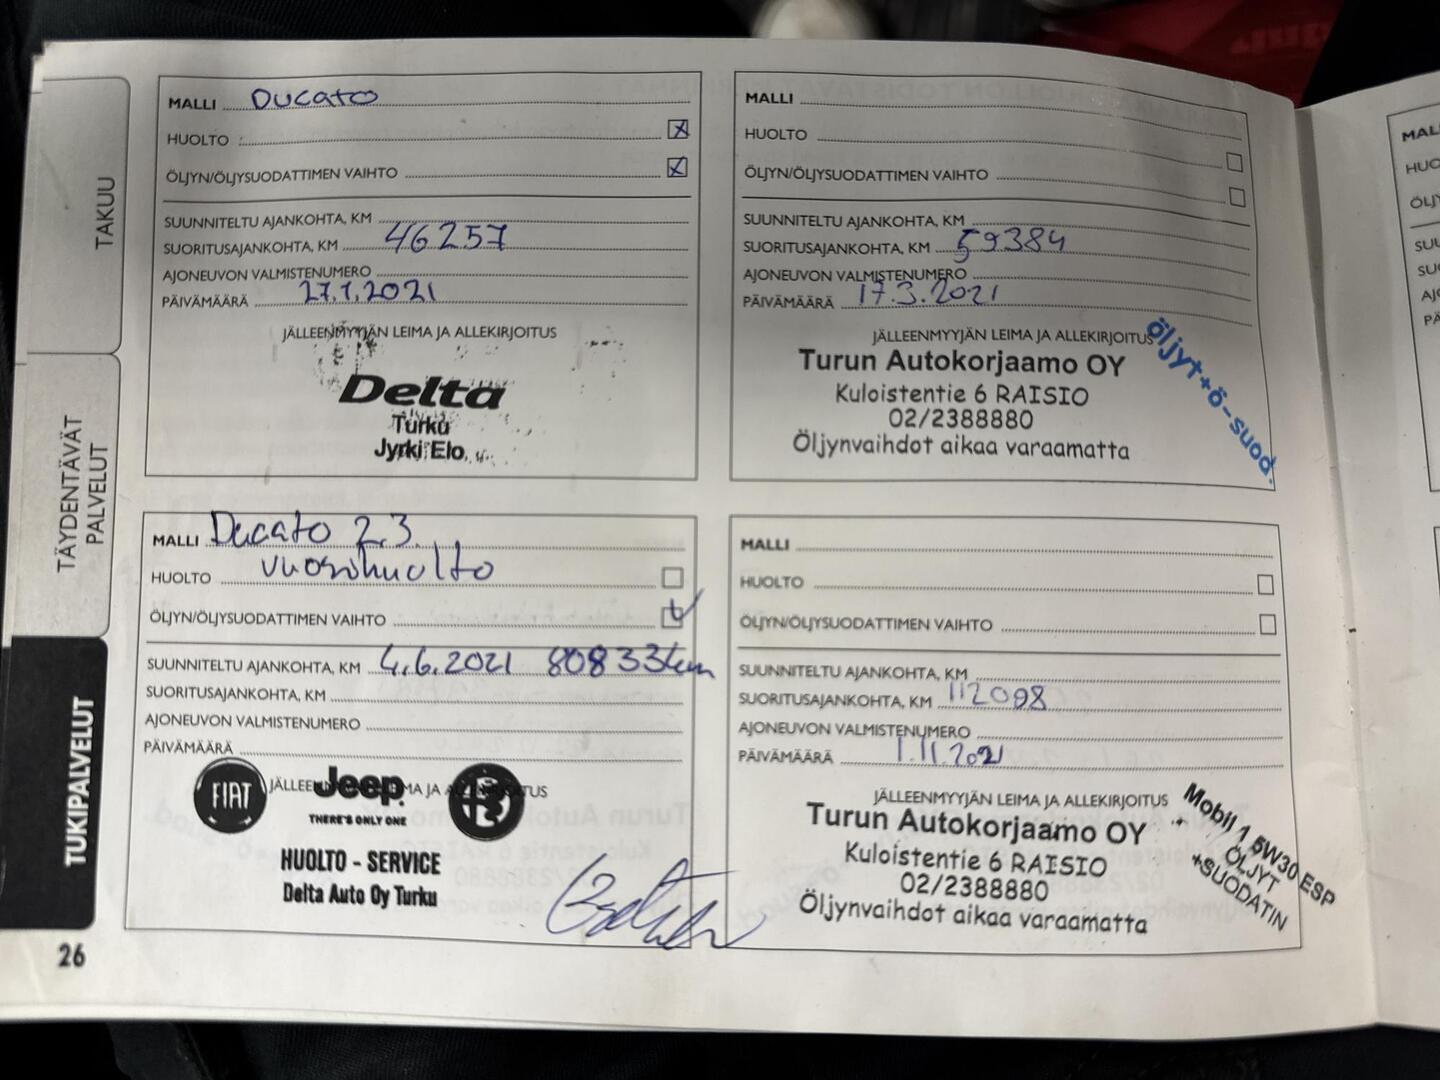 TAKUU
TÄYDENTÄVÄT
PALVELUT
TUKIPALVELUT
26
MALLI Ducato
HUOLTO
ÖLJYN/ÖLJYSUODATTIMEN VAIHTO
SUUNNITELTU AJANKOHTA, KM
SUORITUSAJANKOHTA, KM 46257
AJONEUVON VALMISTENUMERO
PÄIVÄMÄÄRÄ 27.1.2021
JÄLLEENMYYJÄN LEIMA JA ALLEKIRJOITUS
Delta
Turku
Jyrki Elo
MALLI
HUOLTO
ÖLJYN/ÖLJYSUODATTIMEN VAIHTO
SUUNNITELTU AJANKOHTA, KM
SUORITUSAJANKOHTA, KM 59384
AJONEUVON VALMISTENUMERO
PÄIVÄMÄÄRÄ 17.3.2021
JÄLLEENMYYJÄN LEIMA JA ALLEKIRJOITUS
öljyt+ö-suod.
Turun Autokorjaamo OY
Kuloistentie 6 RAISIO
02/2388880
Öljynvaihdot aikaa varaamatta
MALLI Ducato 2.3
vuosihuolto
HUOLTO
ÖLJYN/ÖLJYSUODATTIMEN VAIHTO
SUUNNITELTU AJANKOHTA, KM 4.6.2021 80833km
SUORITUSAJANKOHTA, KM
AJONEUVON VALMISTENUMERO
PÄIVÄMÄÄRÄ
JÄLLEENMYYJÄN LEIMA JA ALLEKIRJOITUS
FIAT
Jeep
THERE'S ONLY ONE
HUOLTO - SERVICE
Delta Auto Oy Turku
MALLI
HUOLTO
ÖLJYN/ÖLJYSUODATTIMEN VAIHTO
SUUNNITELTU AJANKOHTA, KM
SUORITUSAJANKOHTA, KM 112098
AJONEUVON VALMISTENUMERO
PÄIVÄMÄÄRÄ 1.11.2021
JÄLLEENMYYJÄN LEIMA JA ALLEKIRJOITUS
Turun Autokorjaamo OY
Kuloistentie 6 RAISIO
02/2388880
Öljynvaihdot aikaa varaamatta
Mobil 1 5W30 ESP
ÖLJYT
+SUODATIN